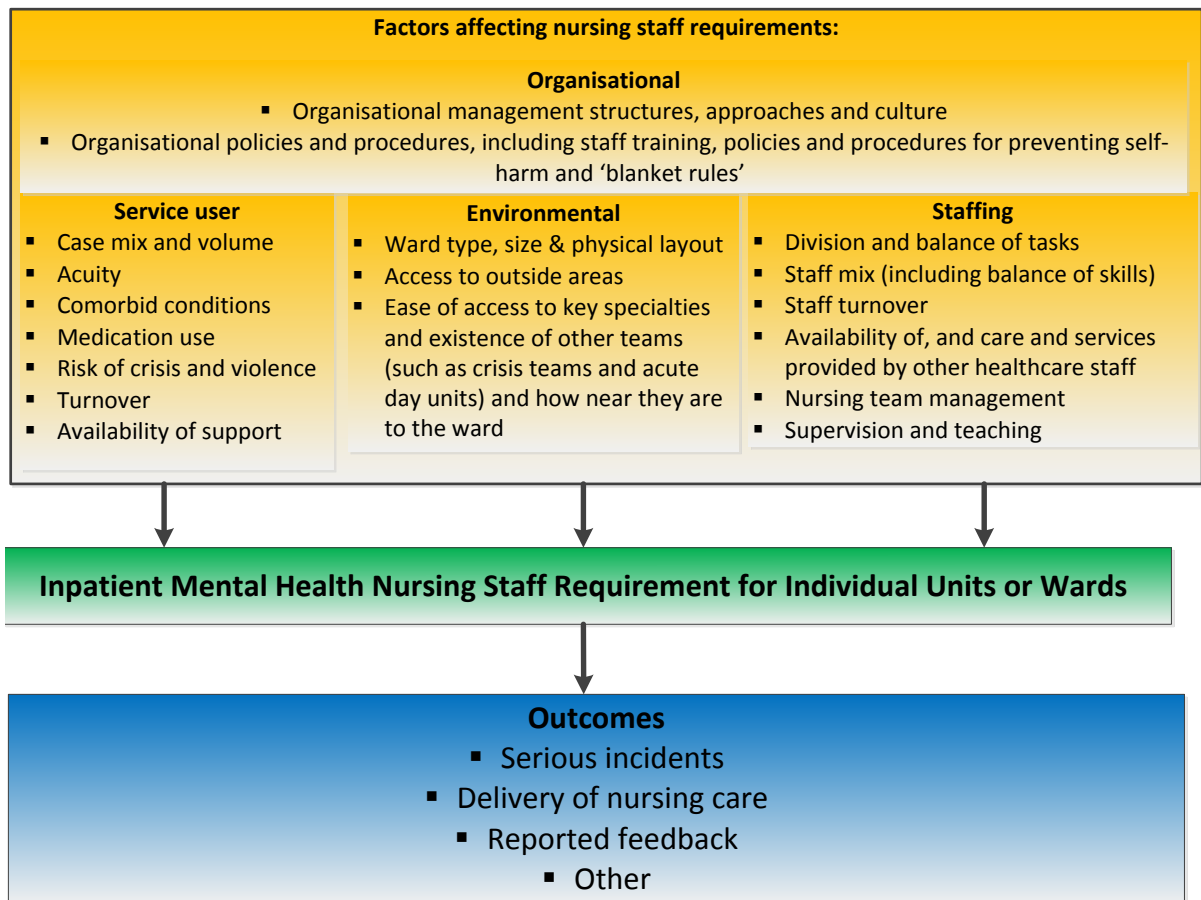 Factors affecting nursing staff requirements:
Organisational
▪ Organisational management structures, approaches and culture
▪ Organisational policies and procedures, including staff training, policies and procedures for preventing self-
harm and ‘blanket rules’
Service user
▪ Case mix and volume
▪ Acuity
▪ Comorbid conditions
▪ Medication use
▪ Risk of crisis and violence
▪ Turnover
▪ Availability of support
Environmental
▪ Ward type, size & physical layout
▪ Access to outside areas
▪ Ease of access to key specialties
and existence of other teams
(such as crisis teams and acute
day units) and how near they are
to the ward
Staffing
▪ Division and balance of tasks
▪ Staff mix (including balance of skills)
▪ Staff turnover
▪ Availability of, and care and services
provided by other healthcare staff
▪ Nursing team management
▪ Supervision and teaching
Inpatient Mental Health Nursing Staff Requirement for Individual Units or Wards
Outcomes
▪ Serious incidents
▪ Delivery of nursing care
▪ Reported feedback
▪ Other